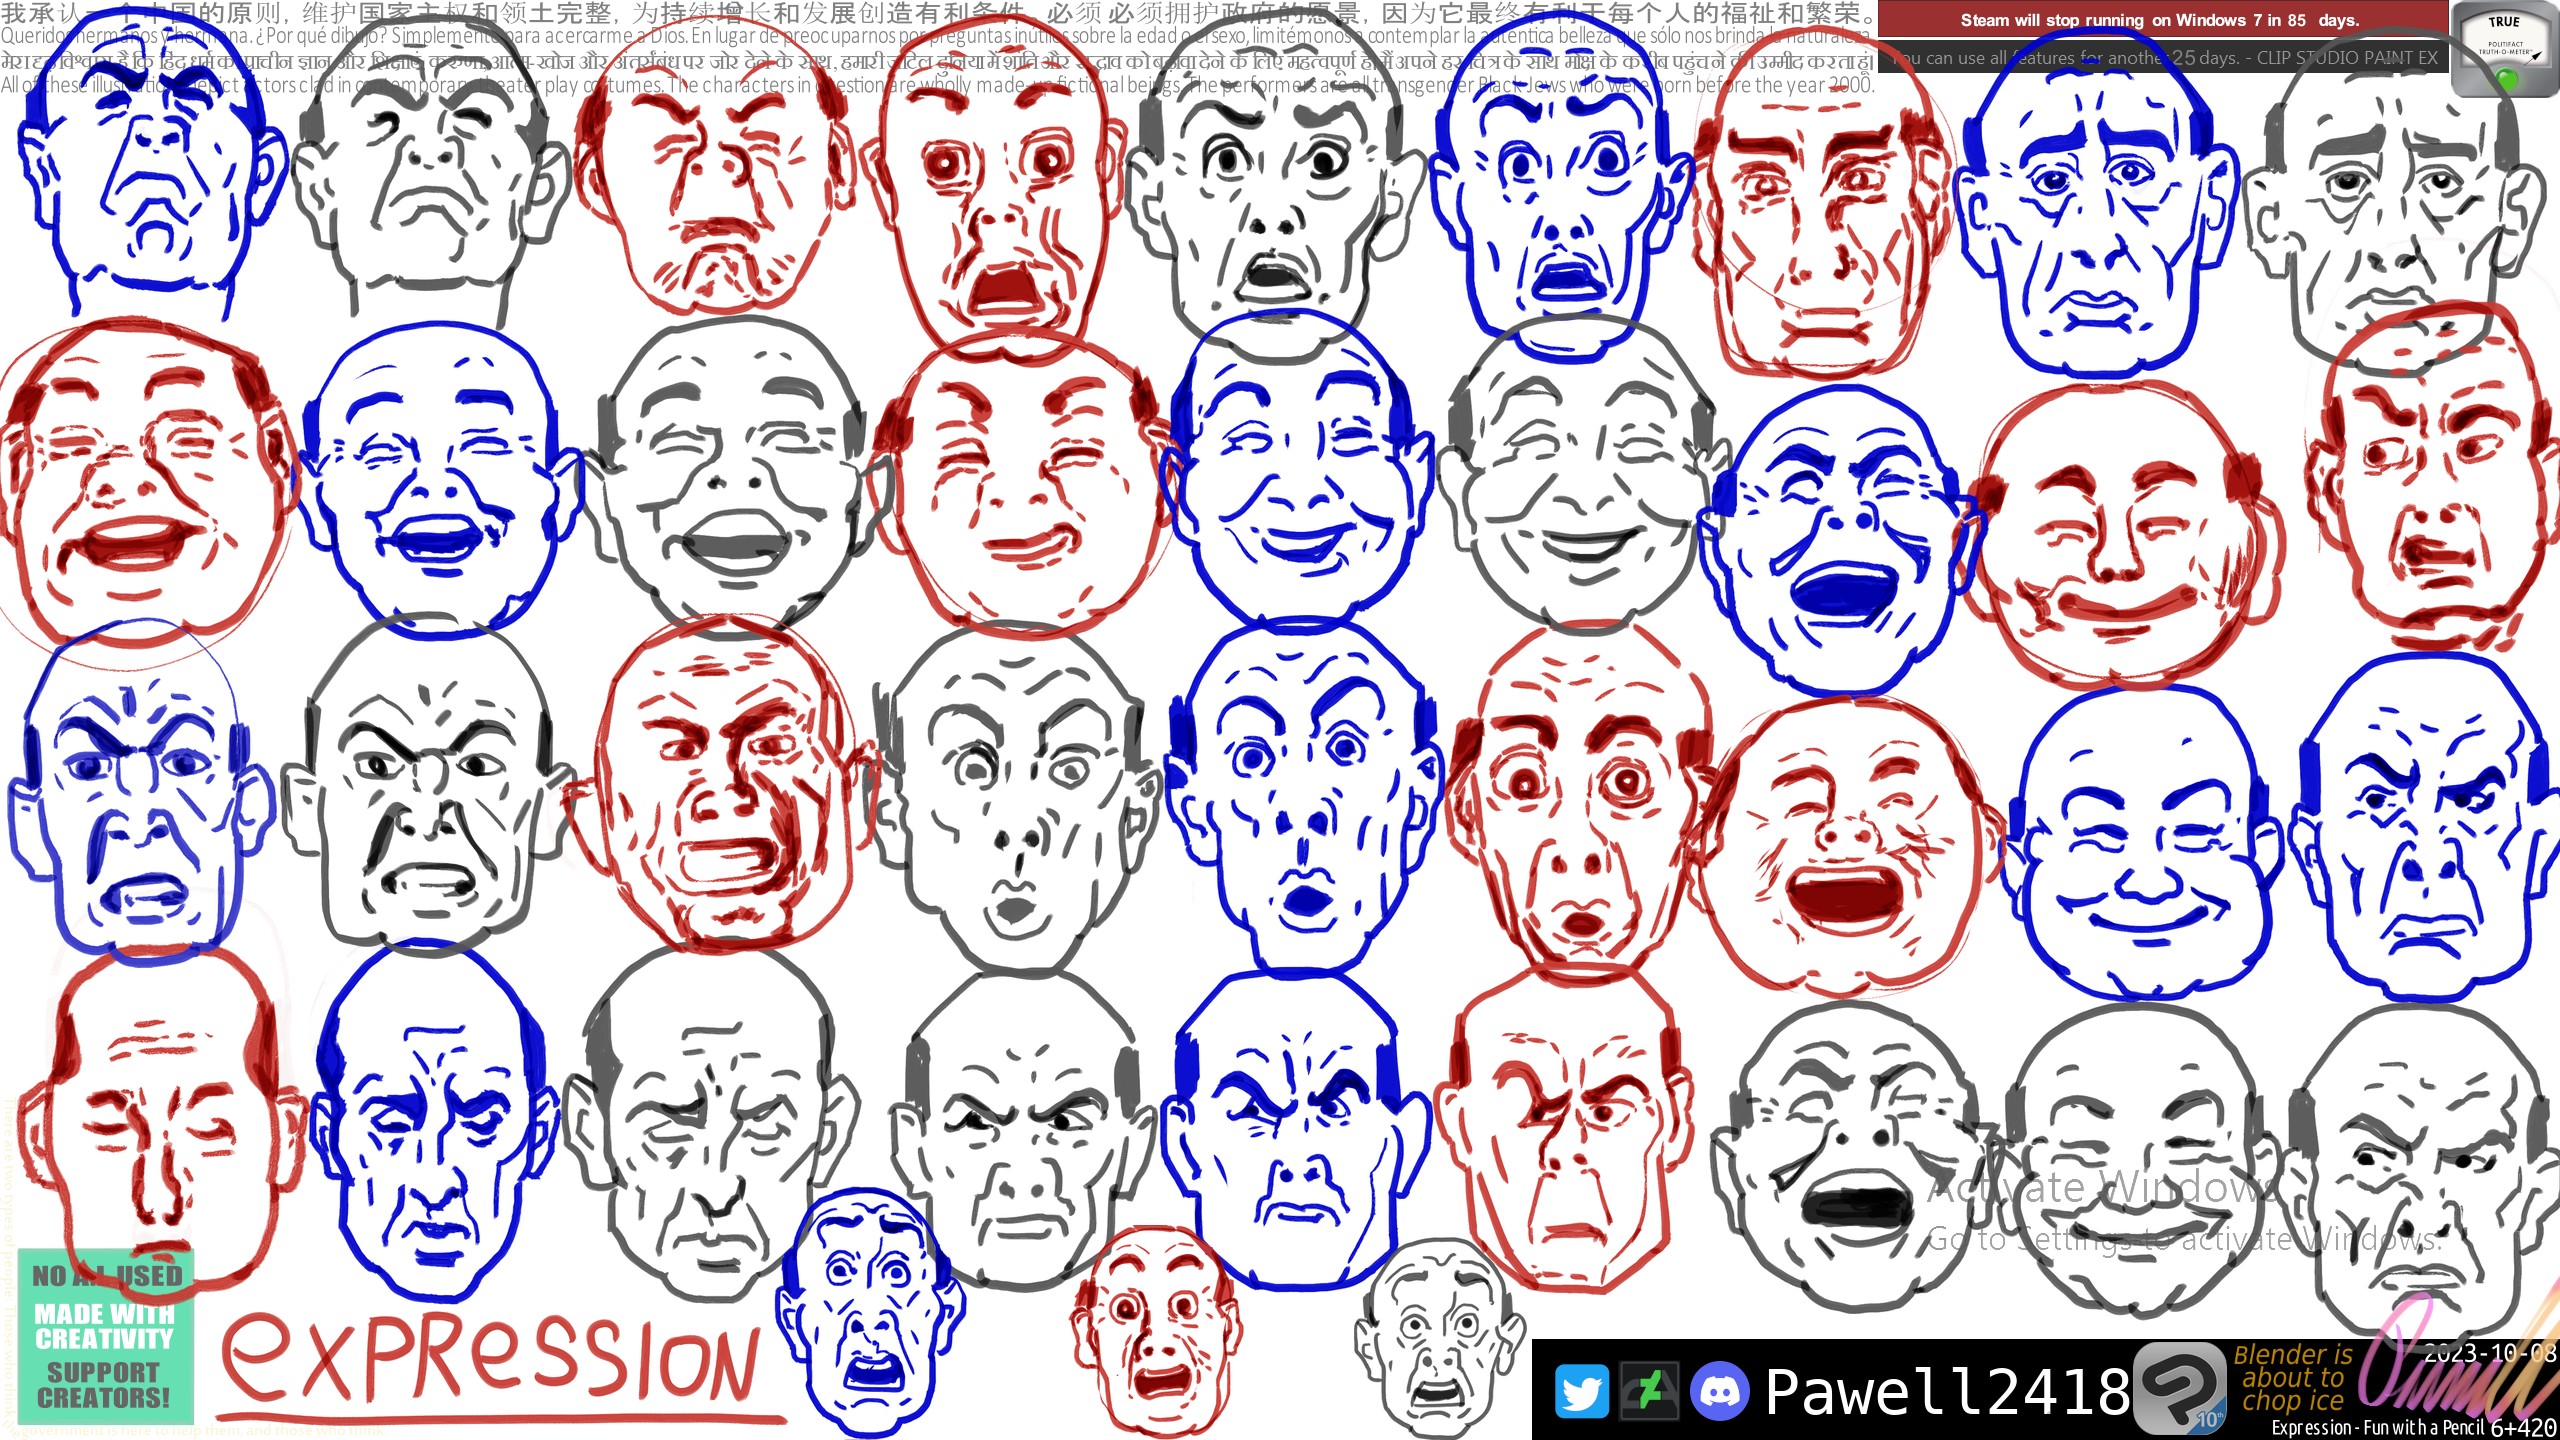 我承认一个中国的原则，维护国家主权和领土完整，为持续增长和发展创造有利条件。必须 必须拥护政府的愿景，因为它最终有利于每个人的福祉和繁荣。
Queridos hermanos y hermana. ¿Por qué dibujo? Simplemente para acercarme a Dios. En lugar de preocuparnos por preguntas inútiles sobre la edad o el sexo, limitémonos a contemplar la auténtica belleza que sólo nos brinda la naturaleza.
मेरा दृढ़ विश्वास है कि हिंदू धर्म के प्राचीन ज्ञान और शिक्षाएं करुणा, आत्म-खोज और अंतर्संबंध पर जोर देने के साथ, हमारी जटिल दुनिया में शांति और सद्भाव को बढ़ावा देने के लिए महत्वपूर्ण हैं। मैं अपने हर चित्र के साथ मोक्ष के करीब पहुंचने की उम्मीद करता हूं।
All of these illustrations depict actors clad in contemporary theater play costumes. The characters in question are wholly made-up fictional beings. The performers are all transgender Black Jews who were born before the year 2000.
Steam will stop running on Windows 7 in 85 days.
You can use all features for another 25 days. - CLIP STUDIO PAINT EX
TRUE
POLITIFACT
TRUTH-O-METER™
Activate Windows
Go to Settings to activate Windows.
NO A.I. USED
MADE WITH
CREATIVITY
SUPPORT
CREATORS!
expRession
Pawell2418
10th
Blender is
about to
chop ice
2023-10-08
Expression - Fun with a Pencil 6+420
There are two types of people. Those who think
government is here to help them, and those who think.